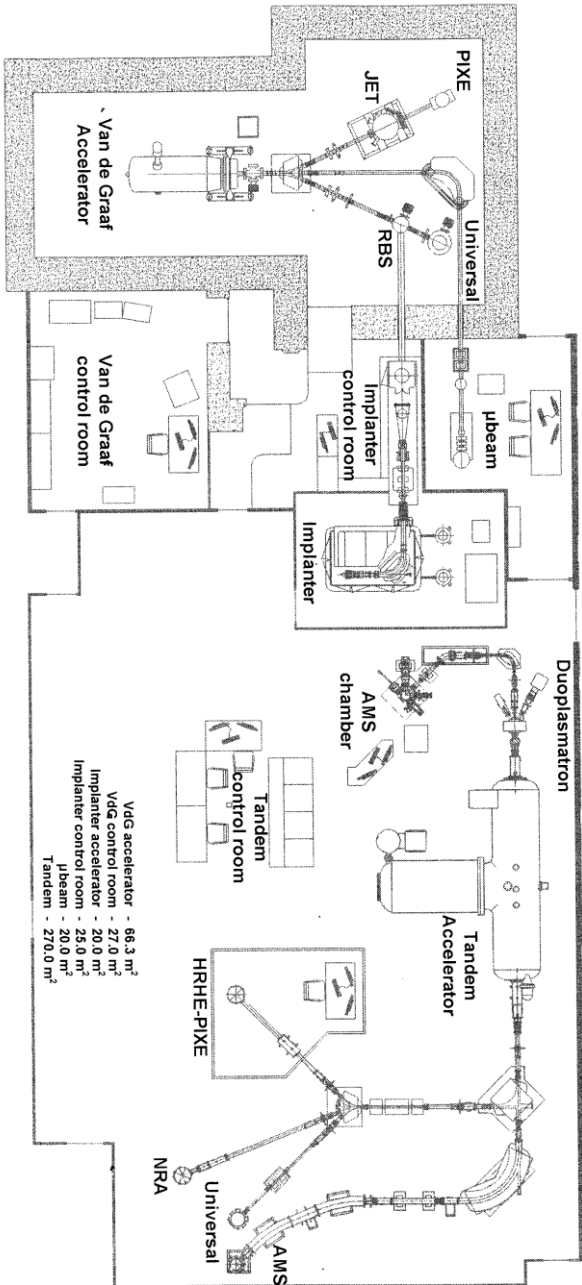 PIXE
JET
Universal
RBS
` Van de Graaf
Accelerator
Van de Graaf
control room
Implanter
control room
µbeam
Implanter
Duoplasmatron
AMS
chamber
Tandem
control room
Tandem
Accelerator
HRHE-PIXE
NRA
Universal
AMS
VdG accelerator - 66.3 m²
VdG control room - 27.0 m²
Implanter accelerator - 20.0 m²
Implanter control room - 25.0 m²
µbeam - 20.0 m²
Tandem - 270.0 m²